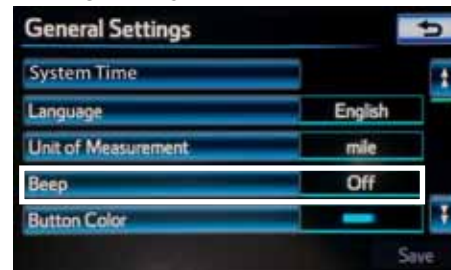 General Settings
System Time
Language English
Unit of Measurement mile
Beep Off
Button Color
Save